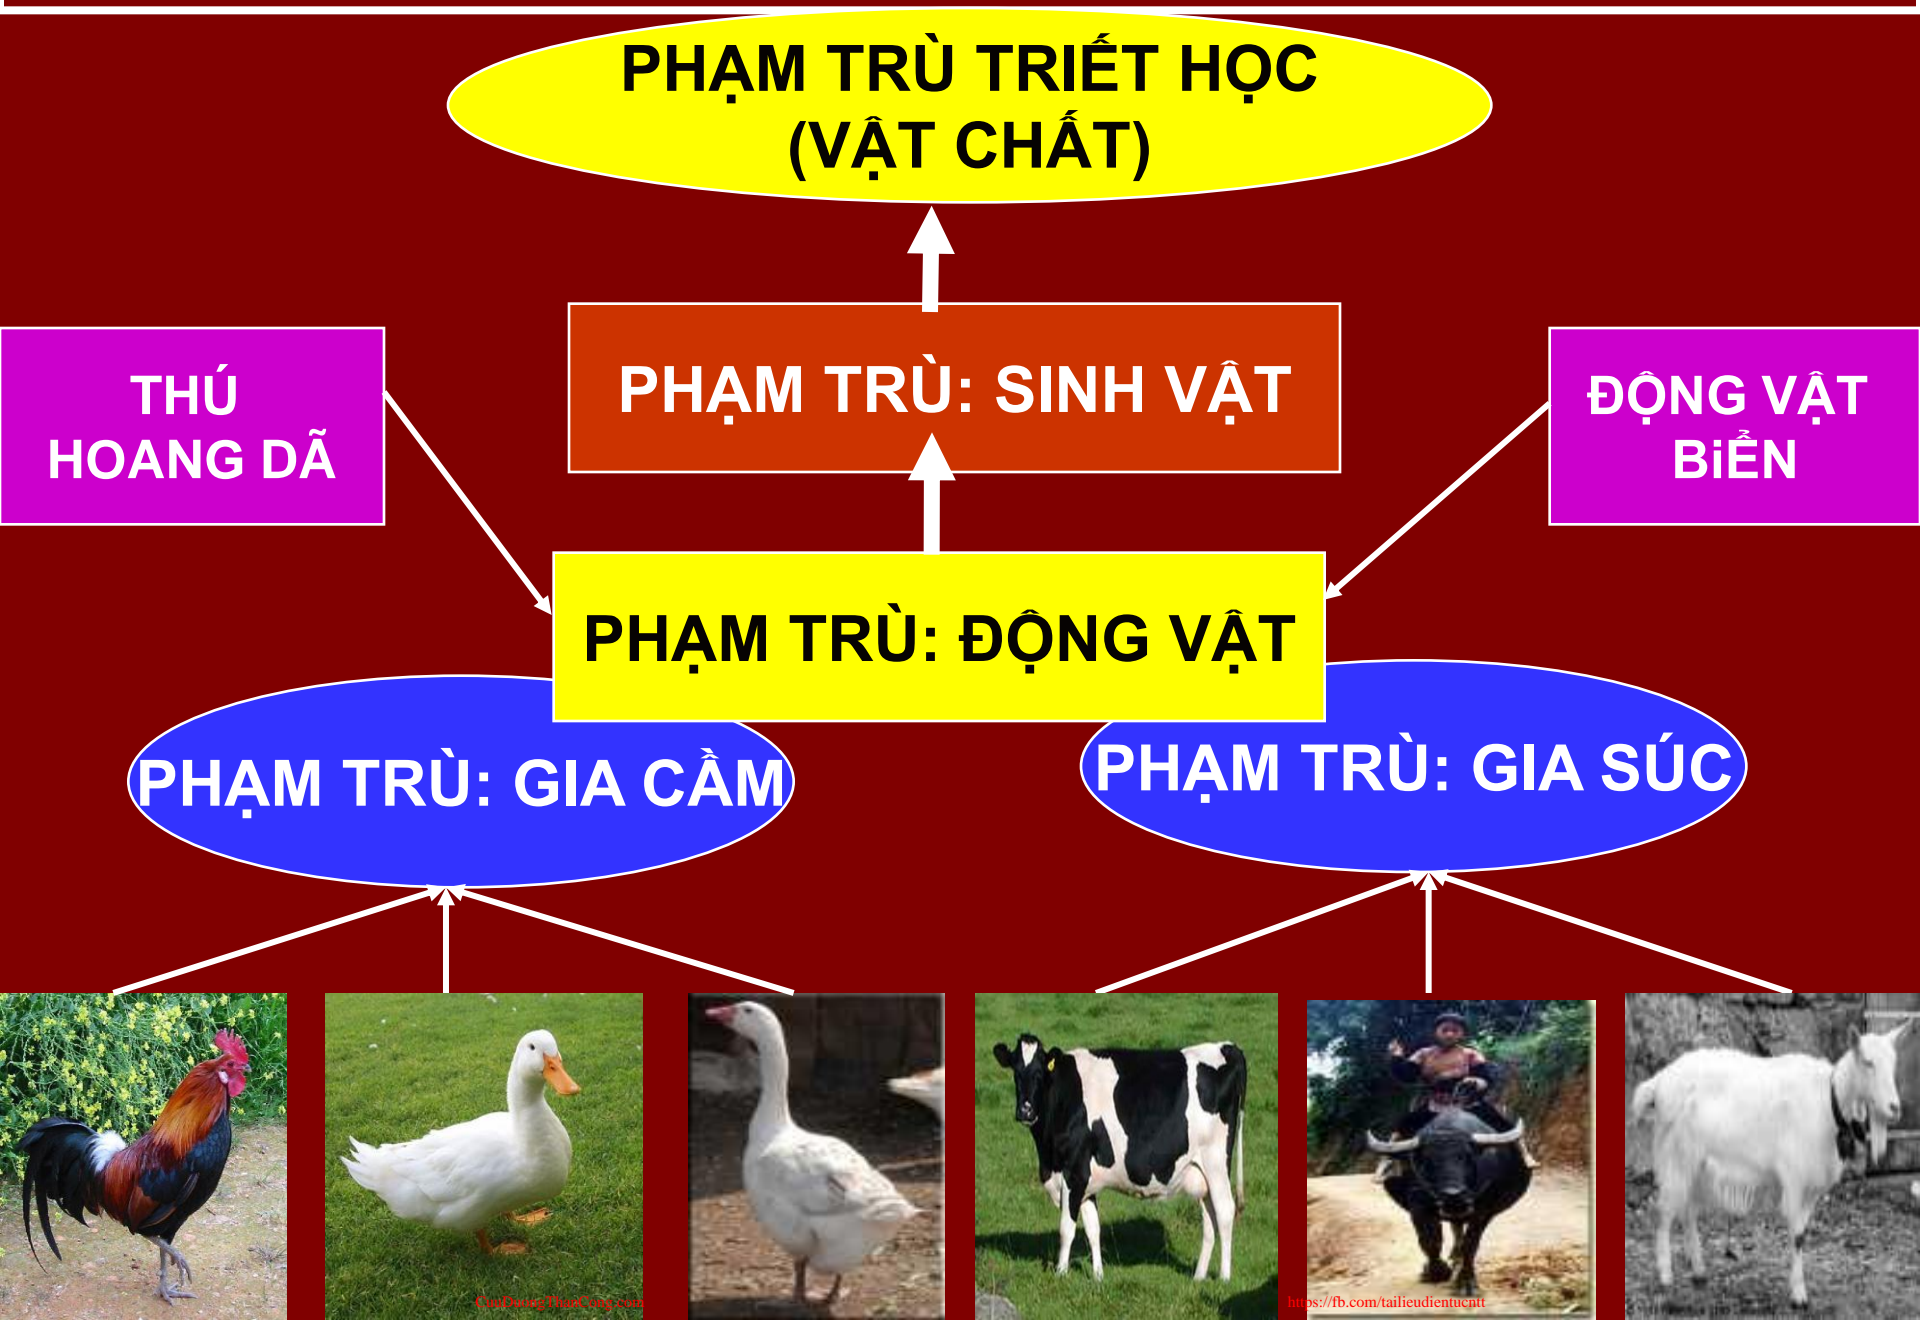 PHẠM TRÙ TRIẾT HỌC
(VẬT CHẤT)
PHẠM TRÙ: SINH VẬT
THÚ
HOANG DÃ
ĐỘNG VẬT
BiỂN
PHẠM TRÙ: ĐỘNG VẬT
PHẠM TRÙ: GIA CẦM
PHẠM TRÙ: GIA SÚC
CuuDuongThanCong.com
https://fb.com/tailieudientucntt